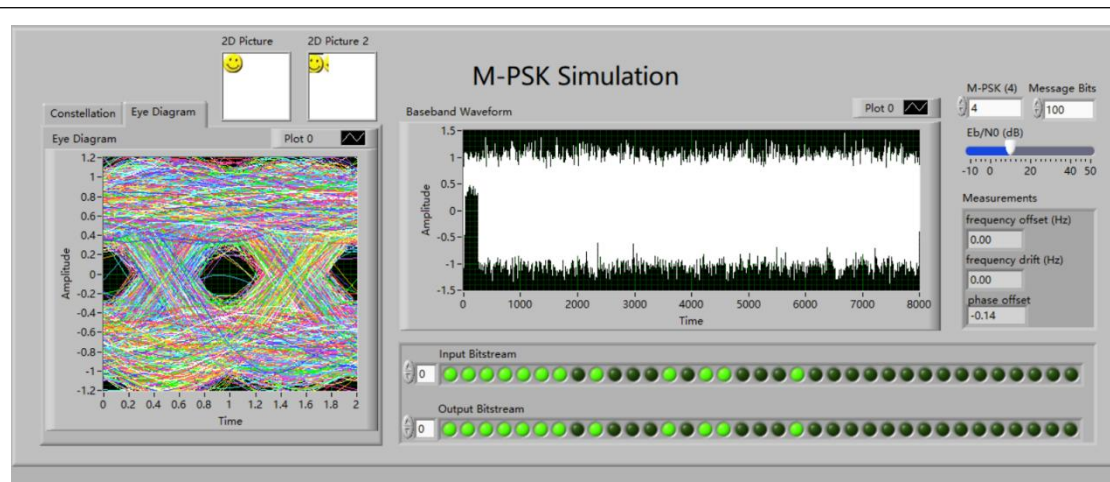 2D Picture
2D Picture 2
M-PSK Simulation
M-PSK (4)
Message Bits
4
100
Constellation
Eye Diagram
Eye Diagram
Plot 0
1.2
1
0.8
0.6
0.4
0.2
0
-0.2
-0.4
-0.6
-0.8
-1
-1.2
Amplitude
0 0.2 0.4 0.6 0.8 1 1.2 1.4 1.6 1.8 2
Time
Baseband Waveform
Plot 0
1.5
1
0.5
0
-0.5
-1
-1.5
Amplitude
0 1000 2000 3000 4000 5000 6000 7000 8000
Time
Eb/N0 (dB)
-10 0 20 40 50
Measurements
frequency offset (Hz)
0.00
frequency drift (Hz)
0.00
phase offset
-0.14
Input Bitstream
0
Output Bitstream
0